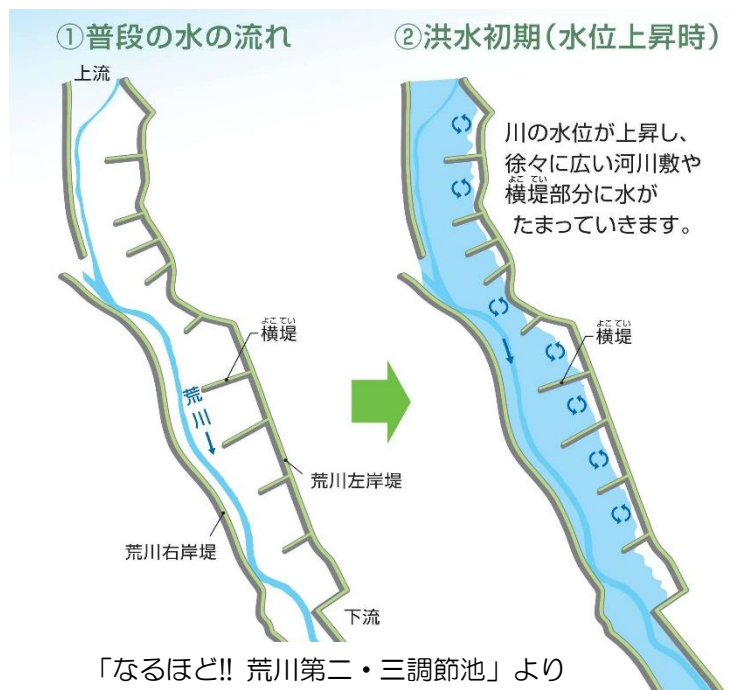 ①普段の水の流れ
上流
よこ てい
横堤
荒川
荒川左岸堤
荒川右岸堤
下流
②洪水初期(水位上昇時)
川の水位が上昇し、
徐々に広い河川敷や
よこ てい
横堤部分に水が
たまっていきます。
よこ てい
横堤
「なるほど!! 荒川第二・三調節池」より